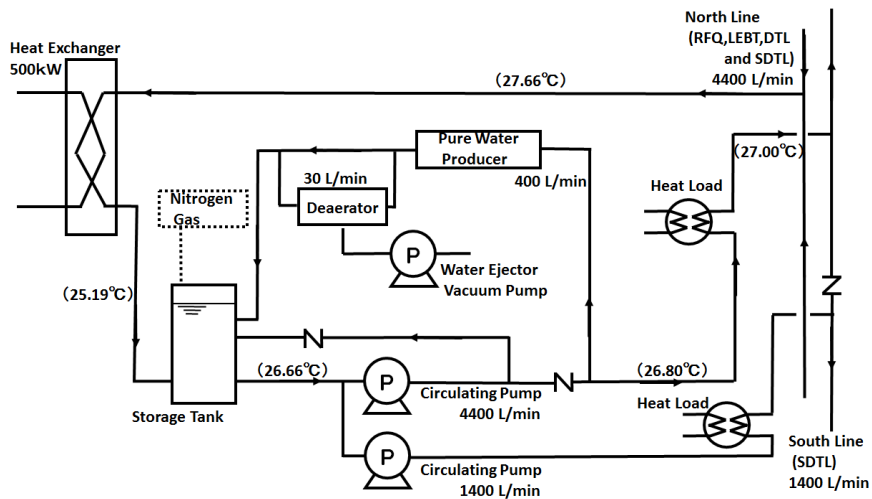 Heat Exchanger
500kW
North Line
(RFQ,LEBT,DTL
and SDTL)
4400 L/min
(27.66℃)
Pure Water
Producer
(27.00℃)
30 L/min
400 L/min
Heat Load
Nitrogen
Gas
Deaerator
P
Water Ejector
Vacuum Pump
(25.19℃)
(26.66℃)
P
(26.80℃)
Storage Tank
Circulating Pump
4400 L/min
Heat Load
P
Circulating Pump
1400 L/min
South Line
(SDTL)
1400 L/min